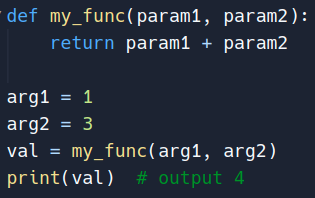 def my_func(param1, param2):
    return param1 + param2

arg1 = 1
arg2 = 3
val = my_func(arg1, arg2)
print(val)  # output 4